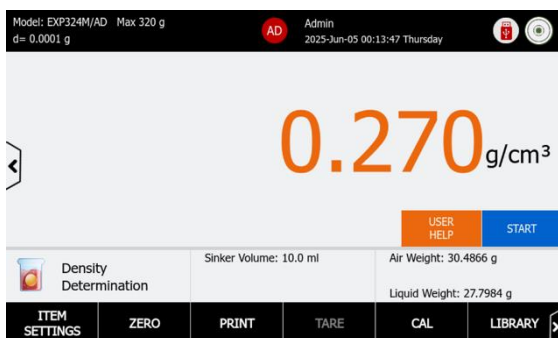 Model: EXP324M/AD Max 320 g
d= 0.0001 g
AD
Admin
2025-Jun-05 00:13:47 Thursday
0.270 g/cm³
USER
HELP
START
Density
Determination
Sinker Volume: 10.0 ml
Air Weight: 30.4866 g
Liquid Weight: 27.7984 g
ITEM
SETTINGS
ZERO
PRINT
TARE
CAL
LIBRARY